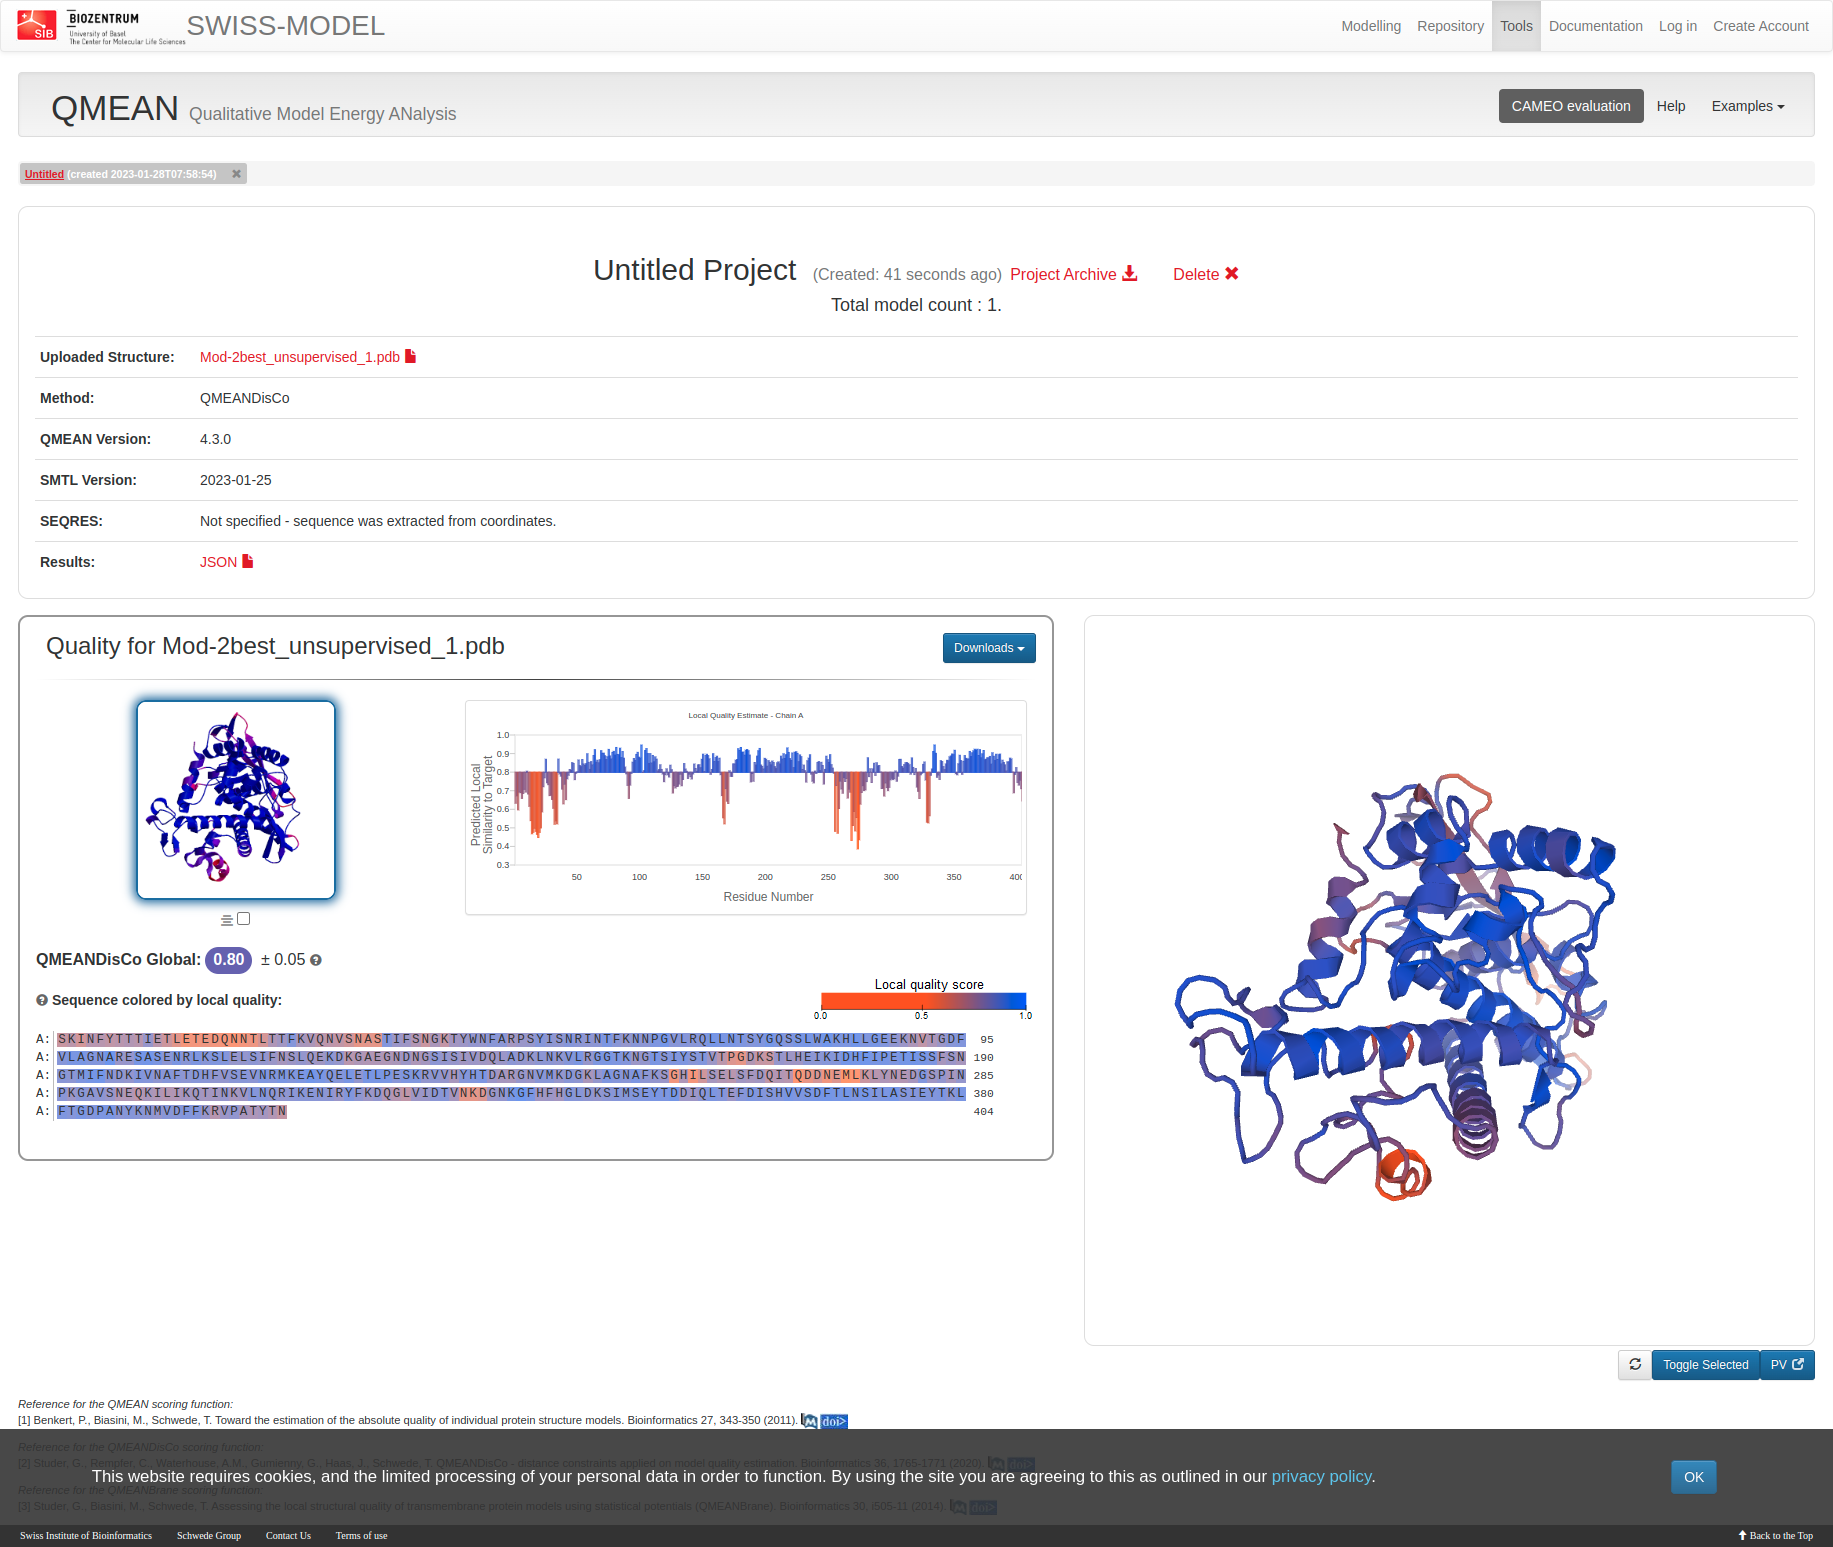 SIB
BIOZENTRUM
University of Basel
The Center for Molecular Life Sciences
SWISS-MODEL
Modelling Repository Tools Documentation Log in Create Account
QMEAN Qualitative Model Energy ANalysis
CAMEO evaluation Help Examples
Untitled (created 2023-01-28T07:58:54) ✖
Untitled Project (Created: 41 seconds ago) Project Archive Delete ✖
Total model count : 1.
Uploaded Structure: Mod-2best_unsupervised_1.pdb
Method: QMEANDisCo
QMEAN Version: 4.3.0
SMTL Version: 2023-01-25
SEQRES: Not specified - sequence was extracted from coordinates.
Results: JSON
Quality for Mod-2best_unsupervised_1.pdb
Downloads
Local Quality Estimate - Chain A
Predicted Local
Similarity to Target
1.0
0.9
0.8
0.7
0.6
0.5
0.4
0.3
50 100 150 200 250 300 350 400
Residue Number
QMEANDisCo Global: 0.80 ± 0.05
Sequence colored by local quality:
Local quality score
0.0 0.5 1.0
A: SKINFYTTTIETLETEDQNNTLTTFKVQNVSNASTIFSNGKTYWNFARPSYISNRINTFKNNPGVLRQLLNTSYGQSSLWAKHLLGEEKNVTGDF 95
A: VLAGNARESASENRLKSLELSIFNSLQEKDKGAEGNDNGSISIVDQLADKLNKVLRGGTKNGTSIYSTVTPGDKSTLHEIKIDHFIPETISSFSN 190
A: GTMIFNDKIVNAFTDHFVSEVNRMKEAYQELETLPESKRVVHYHTDARGNVMKDGKLAGNAFKSGHILSELSFDQITQDDNEMLKLYNEDGSPIN 285
A: PKGAVSNEQKILIKQTINKVLNQRIKENIRYFKDQGLVIDTVNKDGNKGFHFHGLDKSIMSEYTDDIQLTEFDISHVVSDFTLNSILASIEYTKL 380
A: FTGDPANYKNMVDFFKRVPATYTN 404
Toggle Selected PV
Reference for the QMEAN scoring function:
[1] Benkert, P., Biasini, M., Schwede, T. Toward the estimation of the absolute quality of individual protein structure models. Bioinformatics 27, 343-350 (2011). doi>
Reference for the QMEANDisCo scoring function:
[2] Studer, G., Rempfer, C., Waterhouse, A.M., Gumienny, G., Haas, J., Schwede, T. QMEANDisCo - distance constraints applied on model quality estimation. Bioinformatics 36, 1765-1771 (2020). doi>
This website requires cookies, and the limited processing of your personal data in order to function. By using the site you are agreeing to this as outlined in our privacy policy.
OK
Reference for the QMEANBrane scoring function:
[3] Studer, G., Biasini, M., Schwede, T. Assessing the local structural quality of transmembrane protein models using statistical potentials (QMEANBrane). Bioinformatics 30, i505-11 (2014). doi>
Swiss Institute of Bioinformatics Schwede Group Contact Us Terms of use
Back to the Top